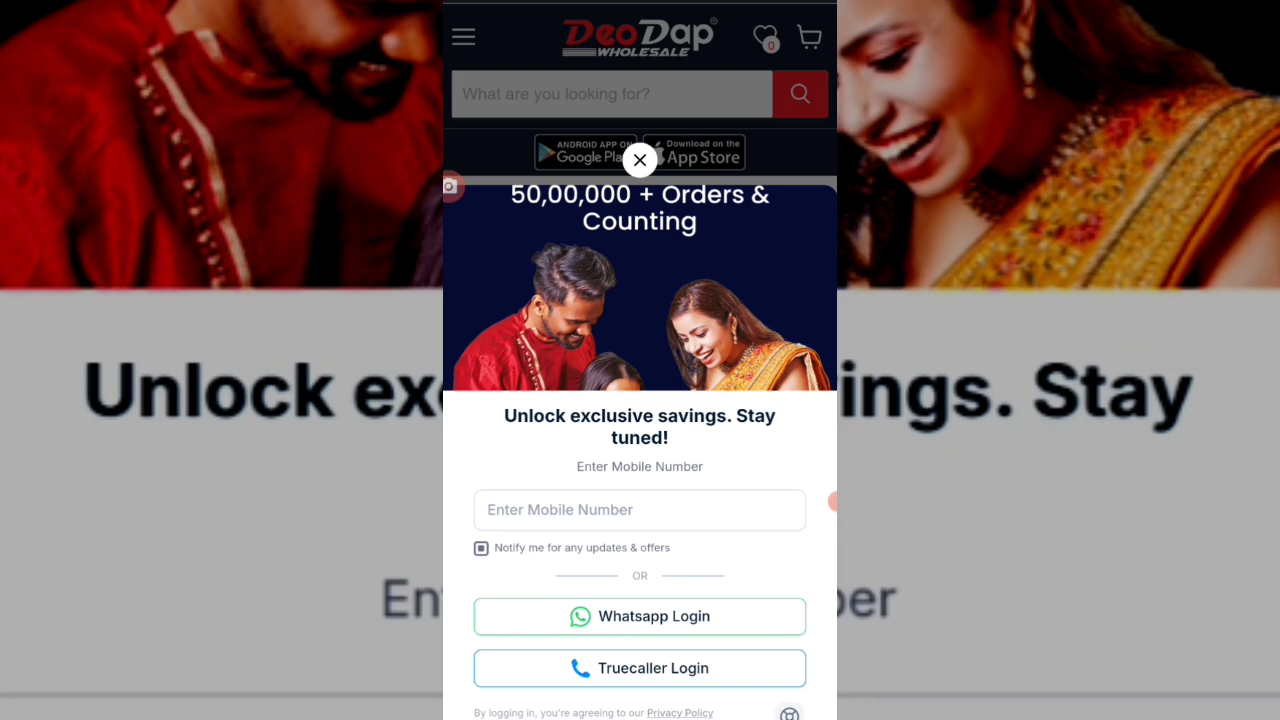 DeoDap®
WHOLESALE
0
What are you looking for?
ANDROID APP ON
Google Pla
Download on the
App Store
50,00,000 + Orders &
Counting
Unlock exclusive savings. Stay
tuned!
Enter Mobile Number
Enter Mobile Number
Notify me for any updates & offers
OR
Whatsapp Login
Truecaller Login
By logging in, you're agreeing to our Privacy Policy
Unlock ex
ings. Stay
En
ber